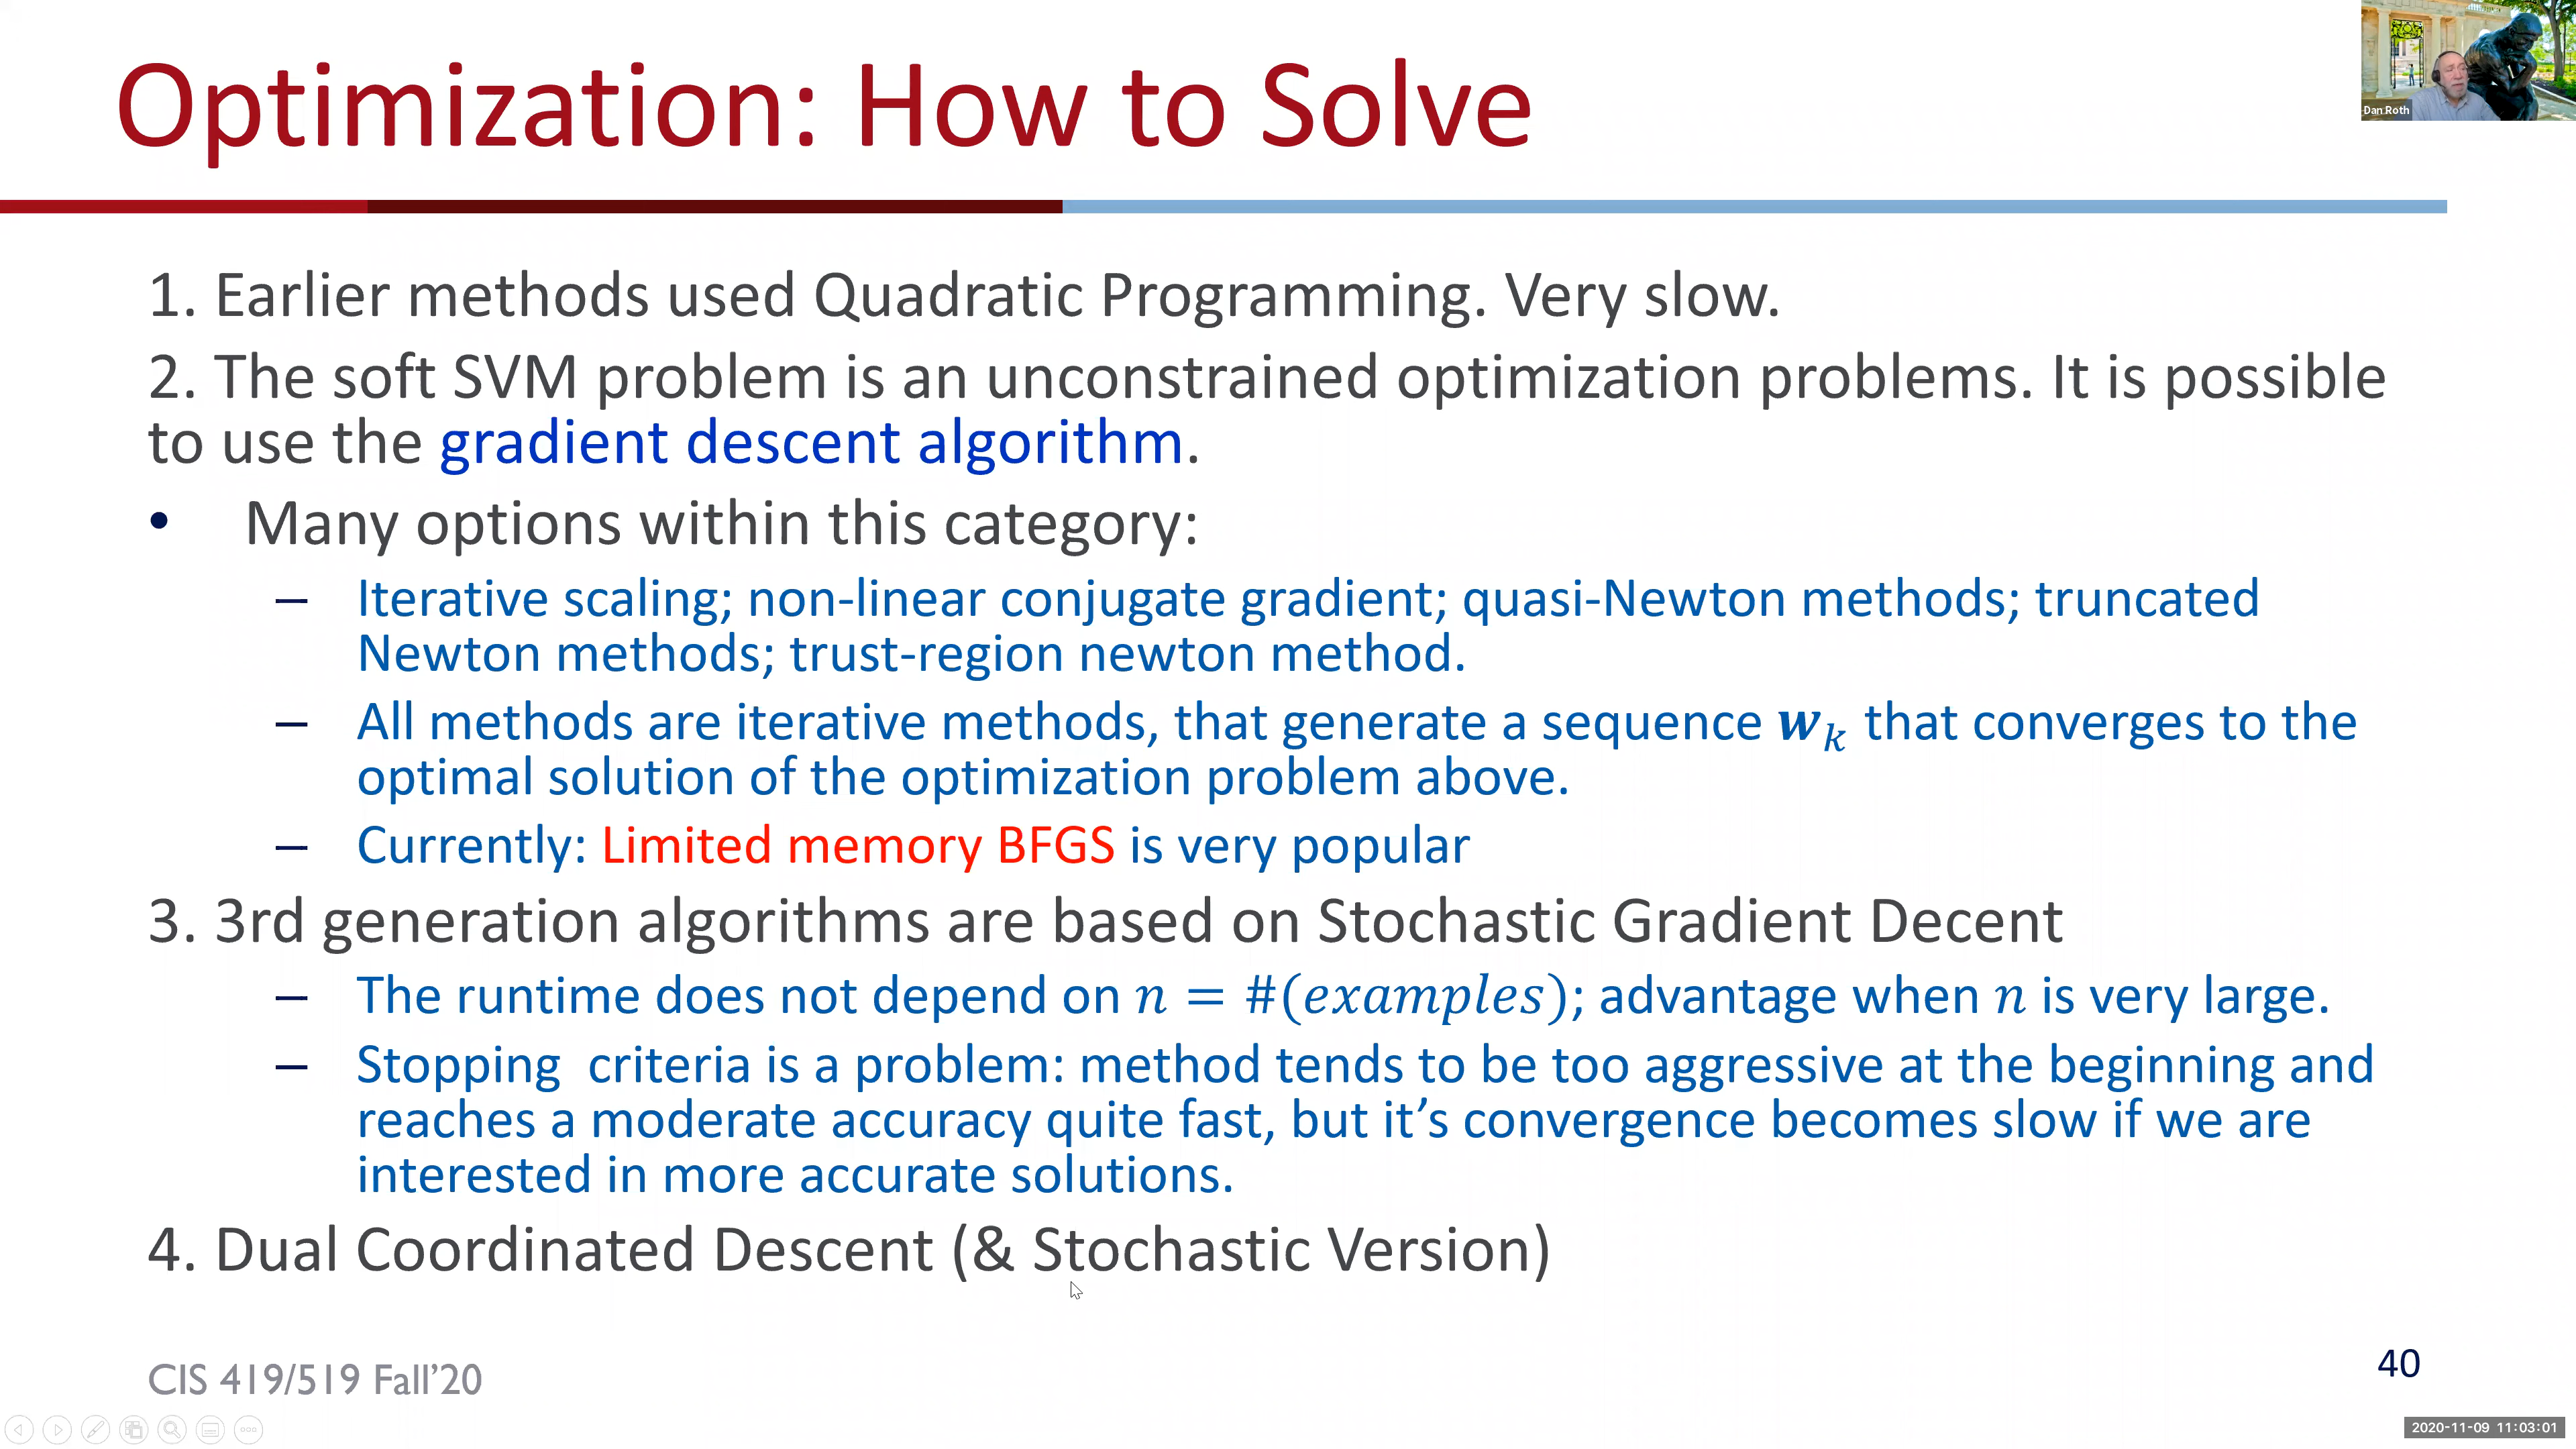 Optimization: How to Solve
Dan Roth
1. Earlier methods used Quadratic Programming. Very slow.
2. The soft SVM problem is an unconstrained optimization problems. It is possible
to use the gradient descent algorithm.
• Many options within this category:
– Iterative scaling; non-linear conjugate gradient; quasi-Newton methods; truncated
Newton methods; trust-region newton method.
– All methods are iterative methods, that generate a sequence w_k that converges to the
optimal solution of the optimization problem above.
– Currently: Limited memory BFGS is very popular
3. 3rd generation algorithms are based on Stochastic Gradient Decent
– The runtime does not depend on n = #(examples); advantage when n is very large.
– Stopping  criteria is a problem: method tends to be too aggressive at the beginning and
reaches a moderate accuracy quite fast, but it’s convergence becomes slow if we are
interested in more accurate solutions.
4. Dual Coordinated Descent (& Stochastic Version)
CIS 419/519 Fall’20
40
2020-11-09 11:03:01